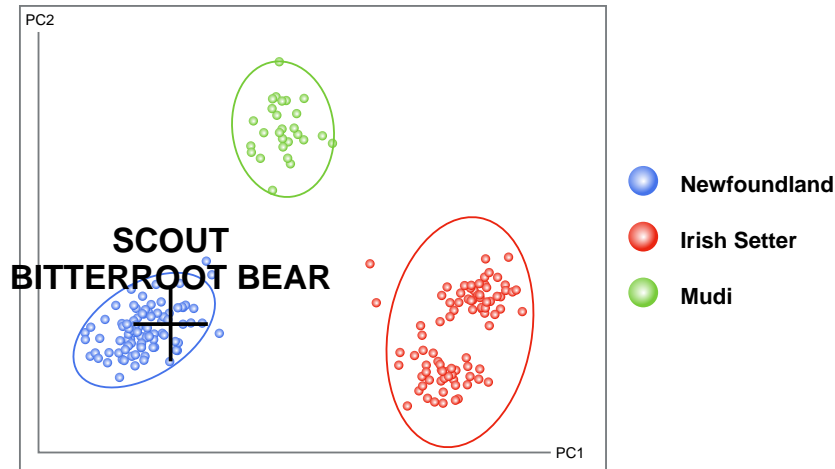 PC2
SCOUT
BITTERROOT BEAR
PC1
Newfoundland
Irish Setter
Mudi